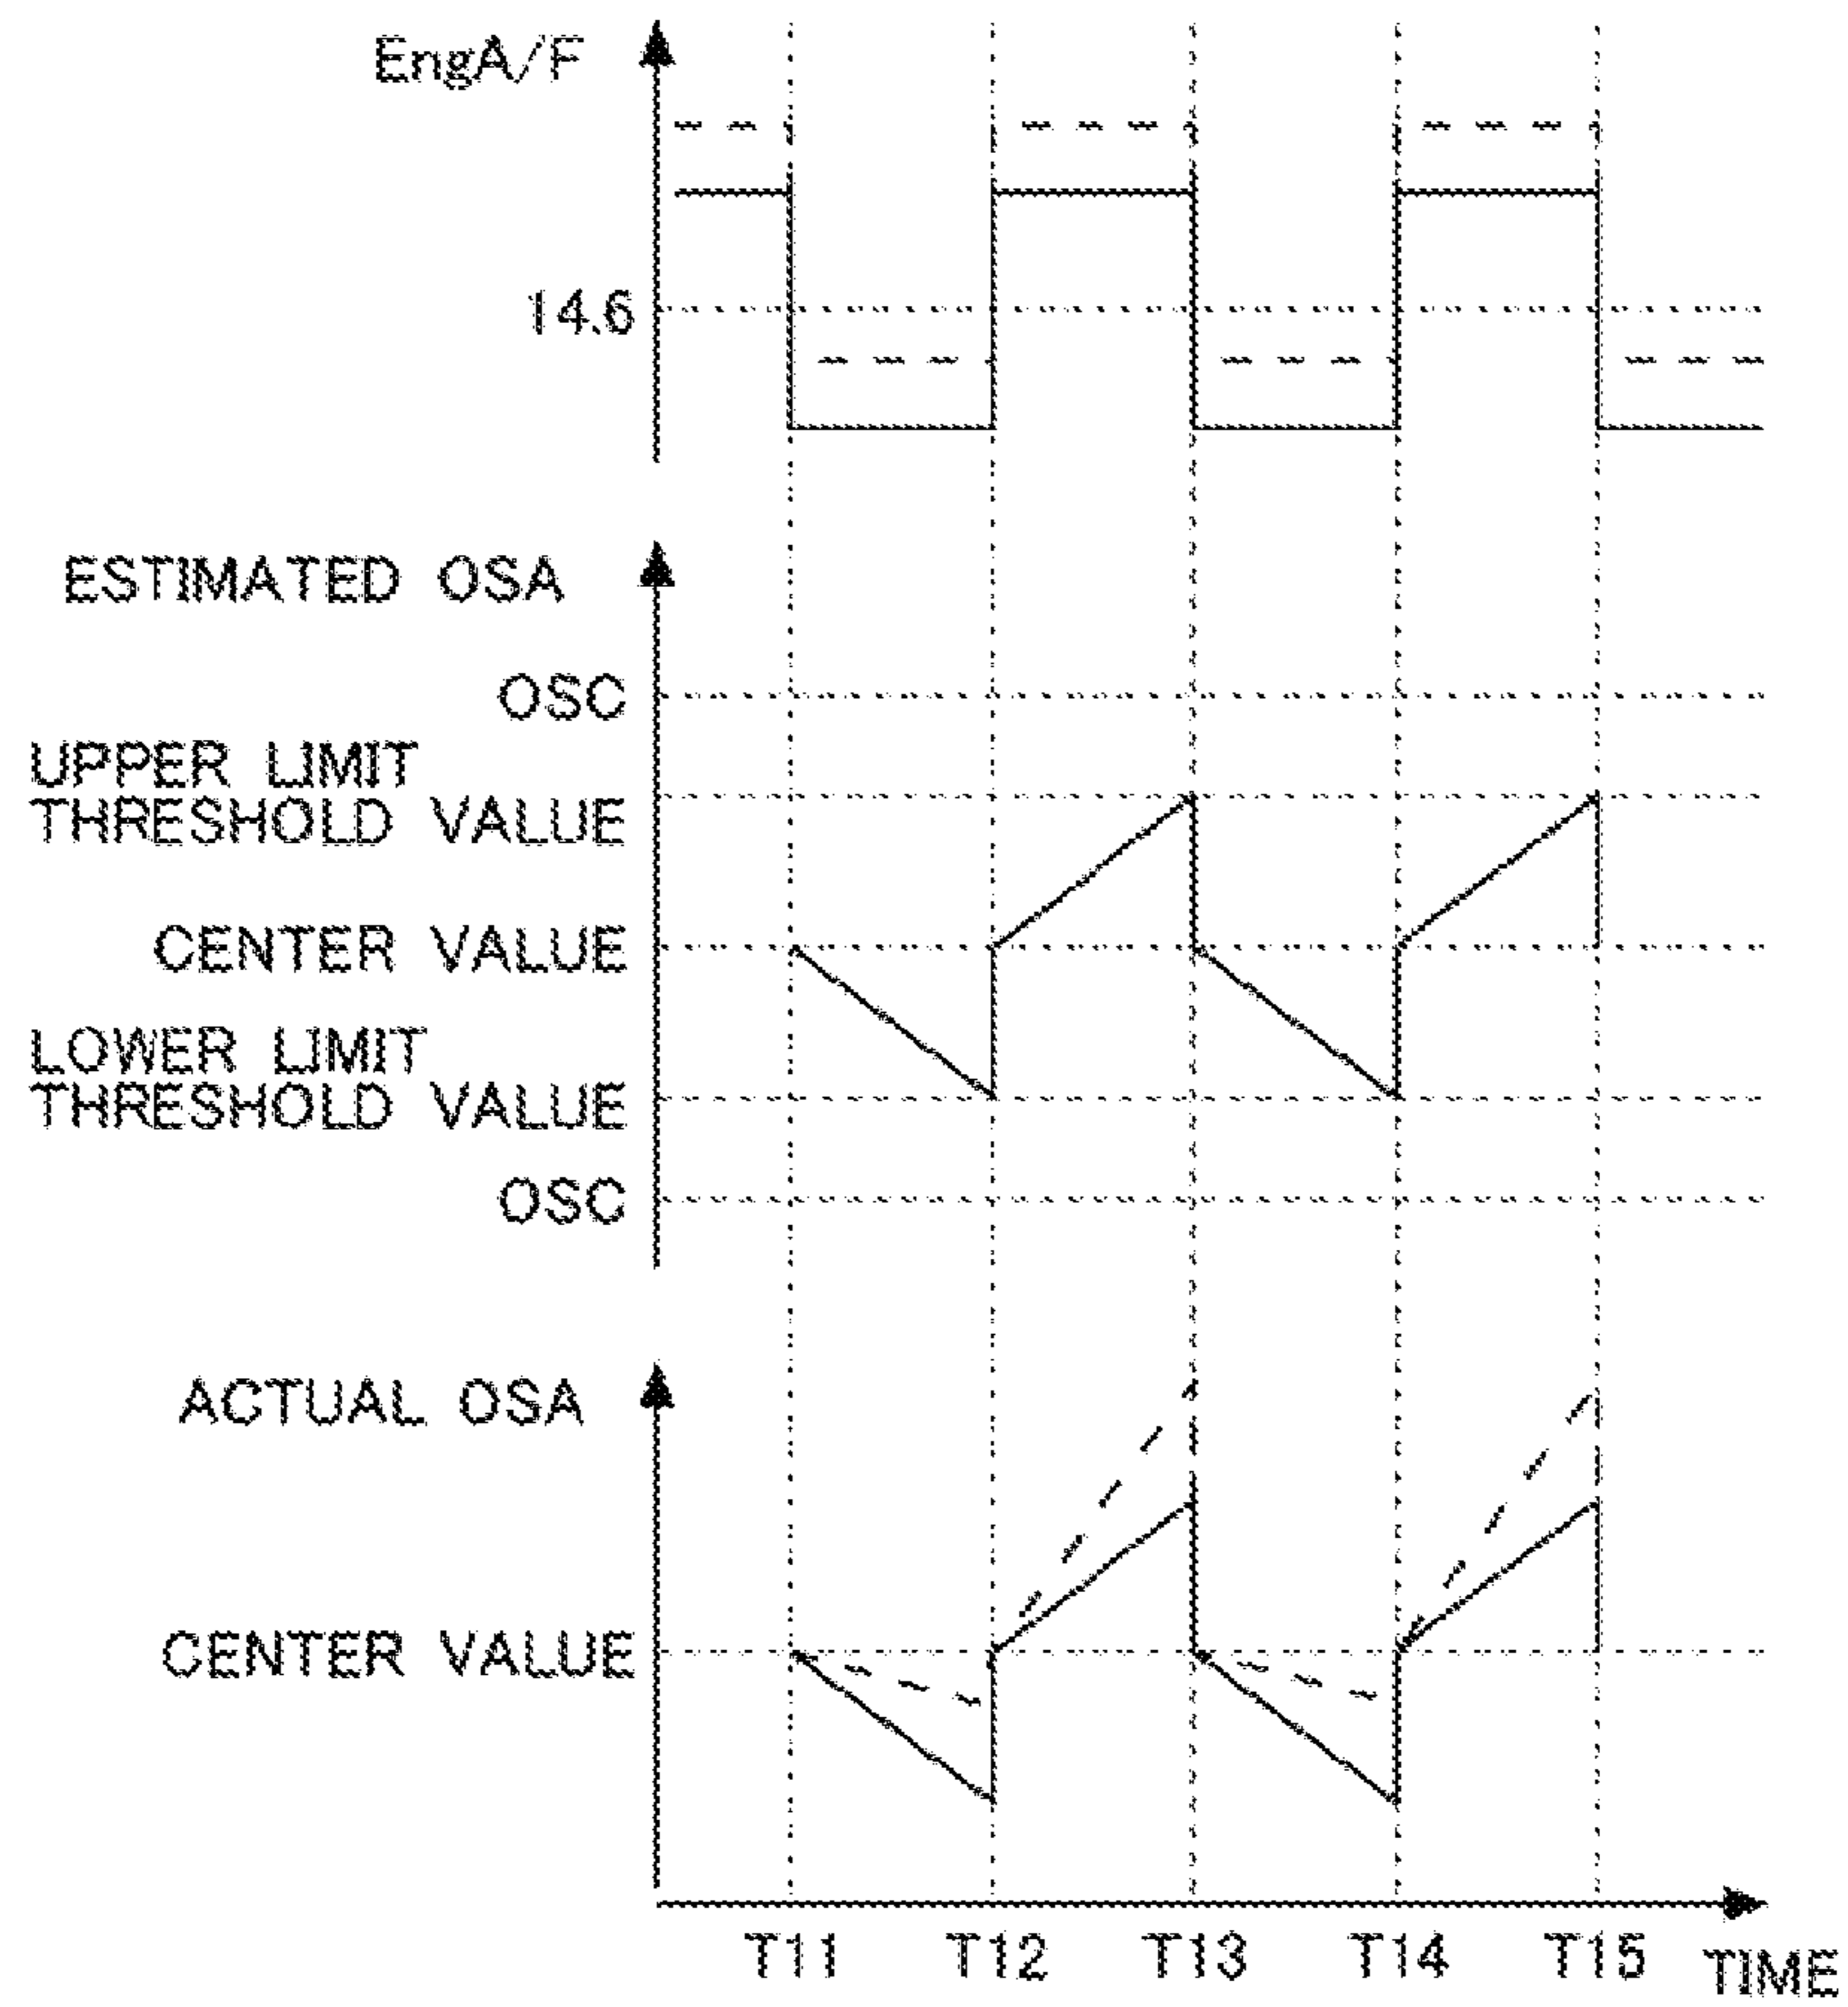 EngA/F
14.6
ESTIMATED OSA
OSC
UPPER LIMIT
THRESHOLD VALUE
CENTER VALUE
LOWER LIMIT
THRESHOLD VALUE
OSC
ACTUAL OSA
CENTER VALUE
T11 T12 T13 T14 T15 TIME